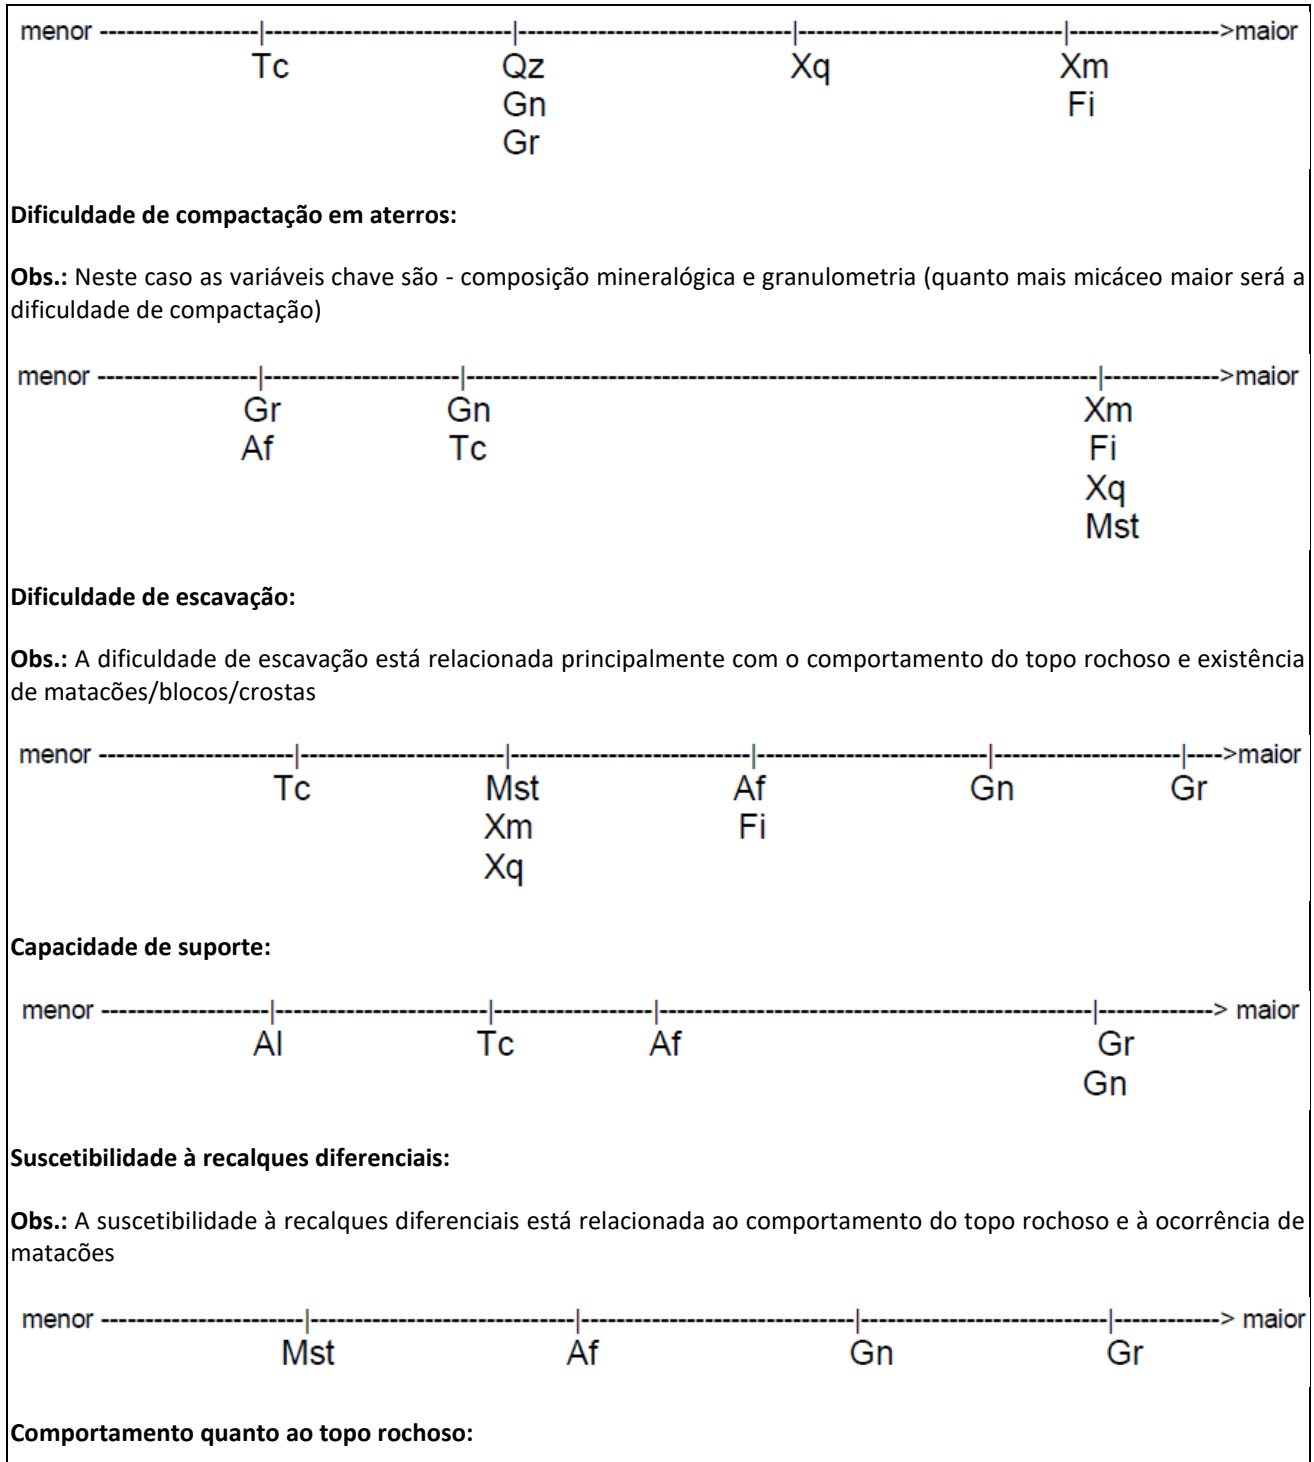 menor ------------------|----------------------------|-------------------------------|------------------------------|----------------->maior
Tc Qz Xq Xm
Gn Fi
Gr
Dificuldade de compactação em aterros:
Obs.: Neste caso as variáveis chave são - composição mineralógica e granulometria (quanto mais micáceo maior será a
dificuldade de compactação)
menor ------------------|----------------------|-----------------------------------------------------------------------|------------->maior
Gr Gn Xm
Af Tc Fi
Xq
Mst
Dificuldade de escavação:
Obs.: A dificuldade de escavação está relacionada principalmente com o comportamento do topo rochoso e existência
de matacões/blocos/crostas
menor ----------------------|-----------------------|---------------------------|--------------------------|---------------------|---->maior
Tc Mst Af Gn Gr
Xm Fi
Xq
Capacidade de suporte:
menor -------------------|------------------------|------------------|-------------------------------------------------|-------------> maior
Al Tc Af Gr
Gn
Suscetibilidade à recalques diferenciais:
Obs.: A suscetibilidade à recalques diferenciais está relacionada ao comportamento do topo rochoso e à ocorrência de
matacões
menor -----------------------|------------------------------|-------------------------------|----------------------------|------------> maior
Mst Af Gn Gr
Comportamento quanto ao topo rochoso: